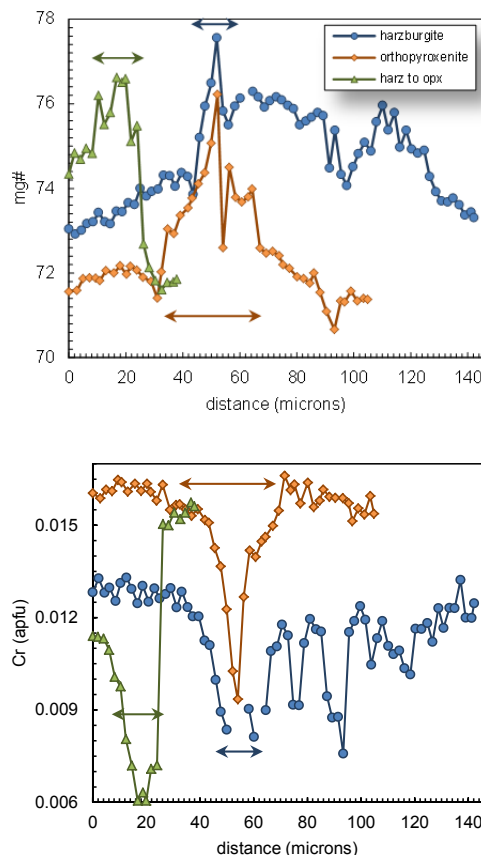 78
76
74
72
70
mg#
harzburgite
orthopyroxenite
harz to opx
0 20 40 60 80 100 120 140
distance (microns)
0.015
0.012
0.009
0.006
Cr (apfu)
0 20 40 60 80 100 120 140
distance (microns)